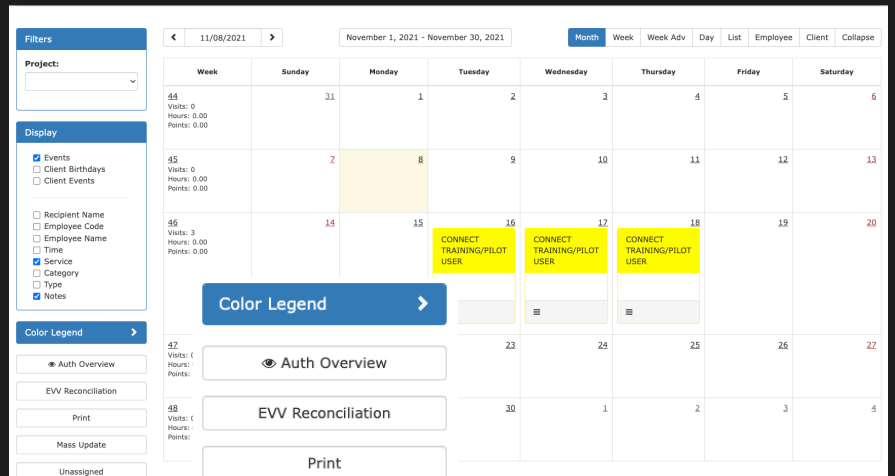 Filters
Project:
Display
Events
Client Birthdays
Client Events
Recipient Name
Employee Code
Employee Name
Time
Service
Category
Type
Notes
Color Legend
Auth Overview
EVV Reconciliation
Print
Mass Update
Unassigned
11/08/2021
November 1, 2021 - November 30, 2021
Month Week Week Adv Day List Employee Client Collapse
Week Sunday Monday Tuesday Wednesday Thursday Friday Saturday
44 31 1 2 3 4 5 6
Visits: 0
Hours: 0.00
Points: 0.00
45 7 8 9 10 11 12 13
Visits: 0
Hours: 0.00
Points: 0.00
46 14 15 16 17 18 19 20
Visits: 3
Hours: 0.00
Points: 0.00
CONNECT
TRAINING/PILOT
USER
CONNECT
TRAINING/PILOT
USER
CONNECT
TRAINING/PILOT
USER
47 23 24 25 26 27
Visits:
Hours:
Points:
48 30 1 2 3 4
Visits:
Hours:
Points:
Color Legend
Auth Overview
EVV Reconciliation
Print